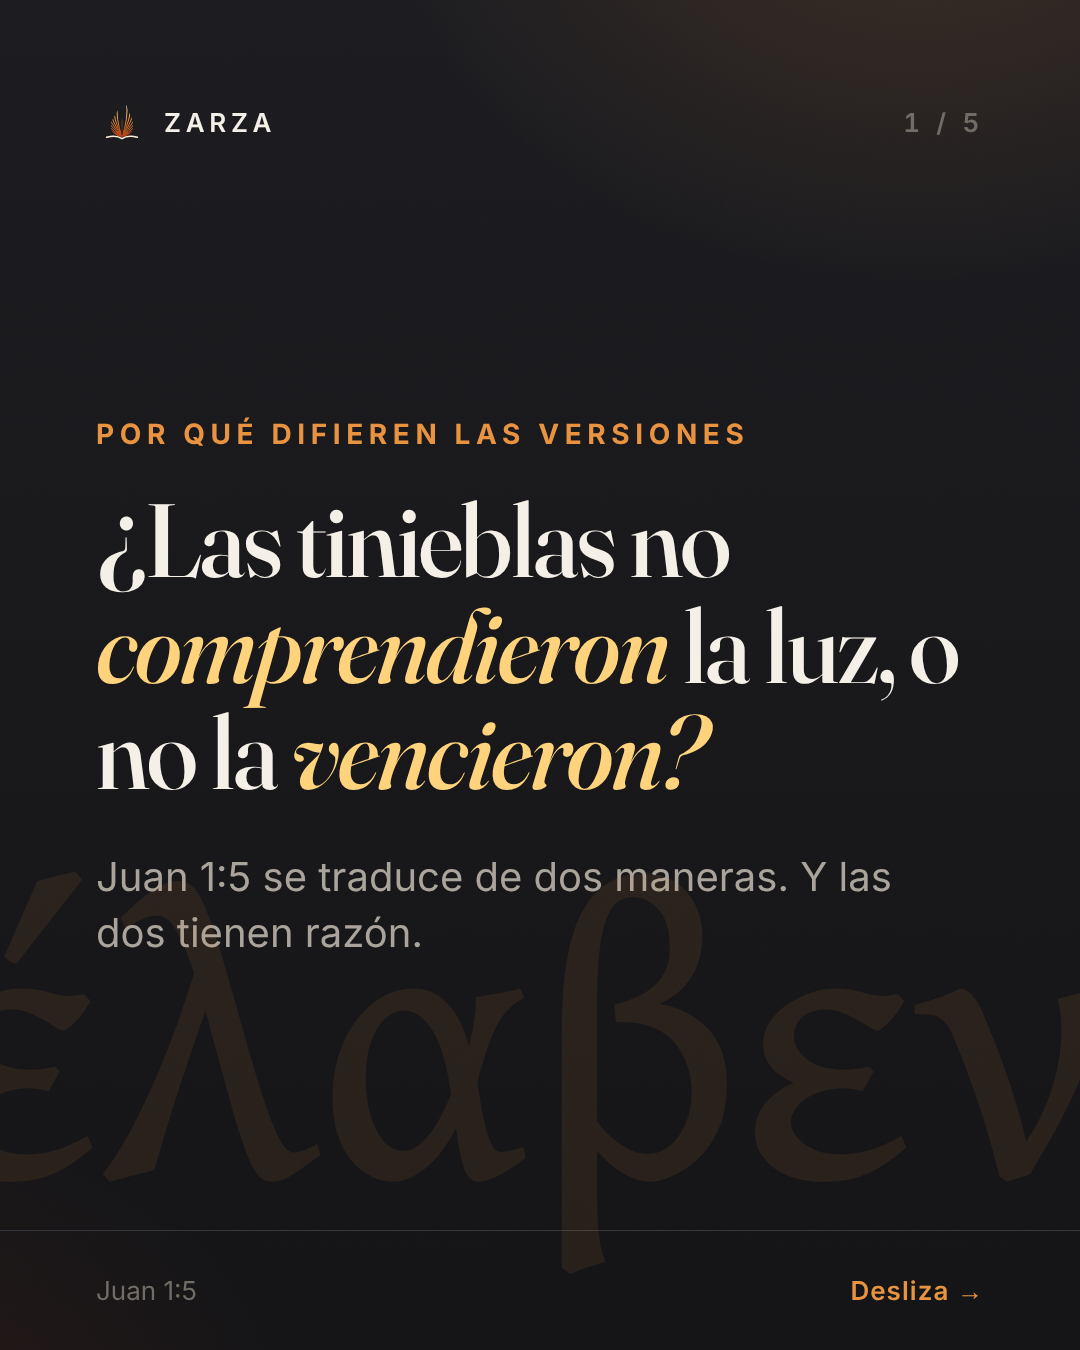 ZARZA
1 / 5
POR QUÉ DIFIEREN LAS VERSIONES
¿Las tinieblas no
comprendieron la luz, o
no la vencieron?
Juan 1:5 se traduce de dos maneras. Y las
dos tienen razón.
έλαβεν
Juan 1:5
Desliza →